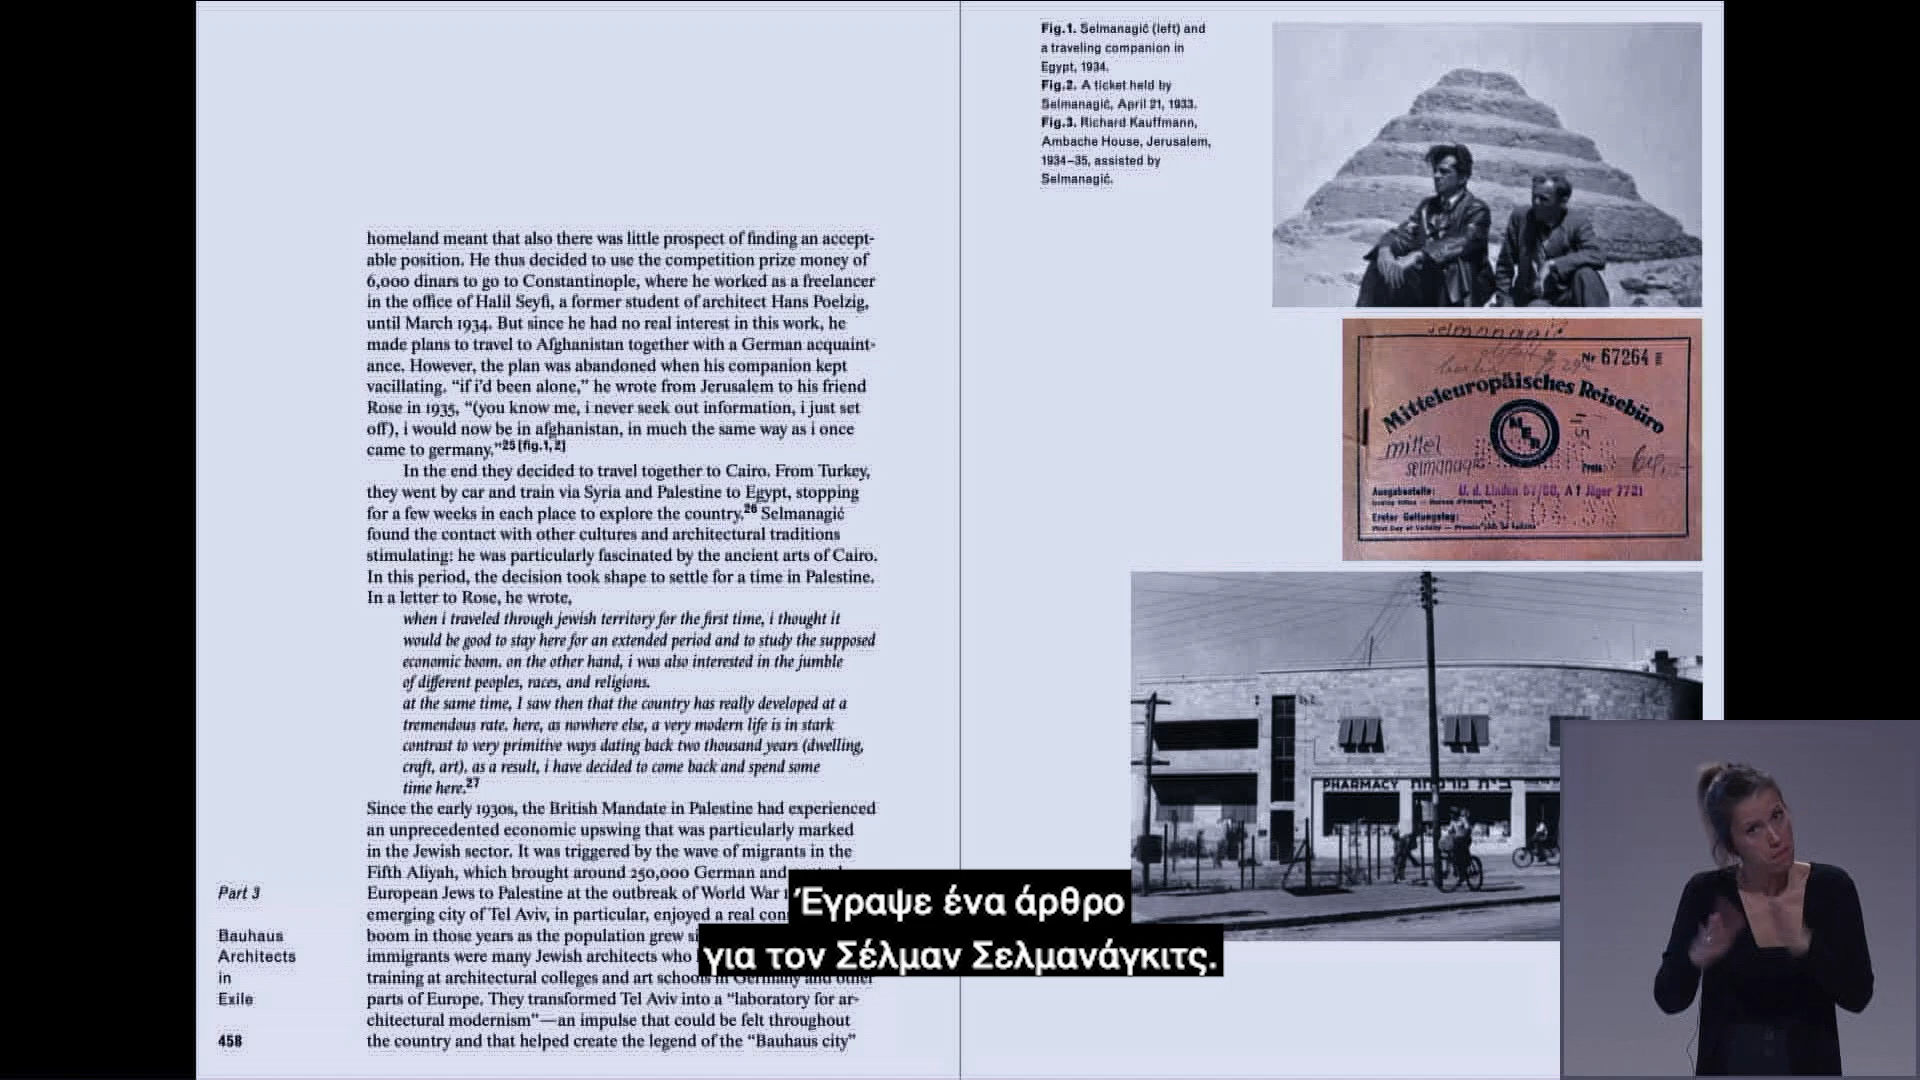 homeland meant that also there was little prospect of finding an accept-
able position. He thus decided to use the competition prize money of
6,000 dinars to go to Constantinople, where he worked as a freelancer
in the office of Halil Seyfi, a former student of architect Hans Poelzig,
until March 1934. But since he had no real interest in this work, he
made plans to travel to Afghanistan together with a German acquaint-
ance. However, the plan was abandoned when his companion kept
vacillating. “if i’d been alone,” he wrote from Jerusalem to his friend
Rose in 1935, “(you know me, i never seek out information, i just set
off), i would now be in afghanistan, in much the same way as i once
came to germany.”25 [fig.1, 2]
In the end they decided to travel together to Cairo. From Turkey,
they went by car and train via Syria and Palestine to Egypt, stopping
for a few weeks in each place to explore the country.26 Selmanagić
found the contact with other cultures and architectural traditions
stimulating: he was particularly fascinated by the ancient arts of Cairo.
In this period, the decision took shape to settle for a time in Palestine.
In a letter to Rose, he wrote,
when i traveled through jewish territory for the first time, i thought it
would be good to stay here for an extended period and to study the supposed
economic boom. on the other hand, i was also interested in the jumble
of different peoples, races, and religions.
at the same time, I saw then that the country has really developed at a
tremendous rate. here, as nowhere else, a very modern life is in stark
contrast to very primitive ways dating back two thousand years (dwelling,
craft, art). as a result, i have decided to come back and spend some
time here.27
Since the early 1930s, the British Mandate in Palestine had experienced
an unprecedented economic upswing that was particularly marked
in the Jewish sector. It was triggered by the wave of migrants in the
Fifth Aliyah, which brought around 250,000 German and
European Jews to Palestine at the outbreak of World War
emerging city of Tel Aviv, in particular, enjoyed a real
boom in those years as the population grew
immigrants were many Jewish architects who
training at architectural colleges and art schools in Germany and other
parts of Europe. They transformed Tel Aviv into a “laboratory for ar-
chitectural modernism”—an impulse that could be felt throughout
the country and that helped create the legend of the “Bauhaus city”
Part 3
Bauhaus
Architects
in
Exile
458
Fig.1. Selmanagić (left) and
a traveling companion in
Egypt, 1934.
Fig.2. A ticket held by
Selmanagić, April 21, 1933.
Fig.3. Richard Kauffmann,
Ambache House, Jerusalem,
1934–35, assisted by
Selmanagić.
Selmanagić
Nr 67264
Mitteleuropäisches Reisebüro
MER
mittel
selmanagić
Preis
Ausgabestelle: U. d. Linden 57/58, A 1 Jäger 7721
Erster Geltungstag:
21.04.33
PHARMACY בית מרקחת
Έγραψε ένα άρθρο
για τον Σέλμαν Σελμανάγκιτς.